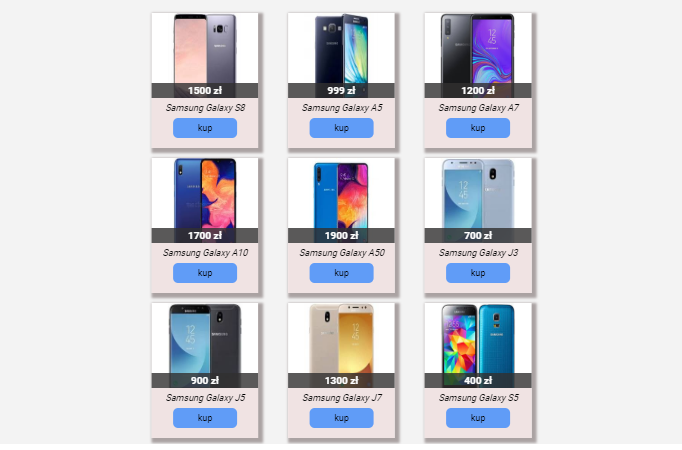 1500 zł
999 zł
1200 zł
Samsung Galaxy S8
Samsung Galaxy A5
Samsung Galaxy A7
kup
kup
kup
1700 zł
1900 zł
700 zł
Samsung Galaxy A10
Samsung Galaxy A50
Samsung Galaxy J3
kup
kup
kup
900 zł
1300 zł
400 zł
Samsung Galaxy J5
Samsung Galaxy J7
Samsung Galaxy S5
kup
kup
kup